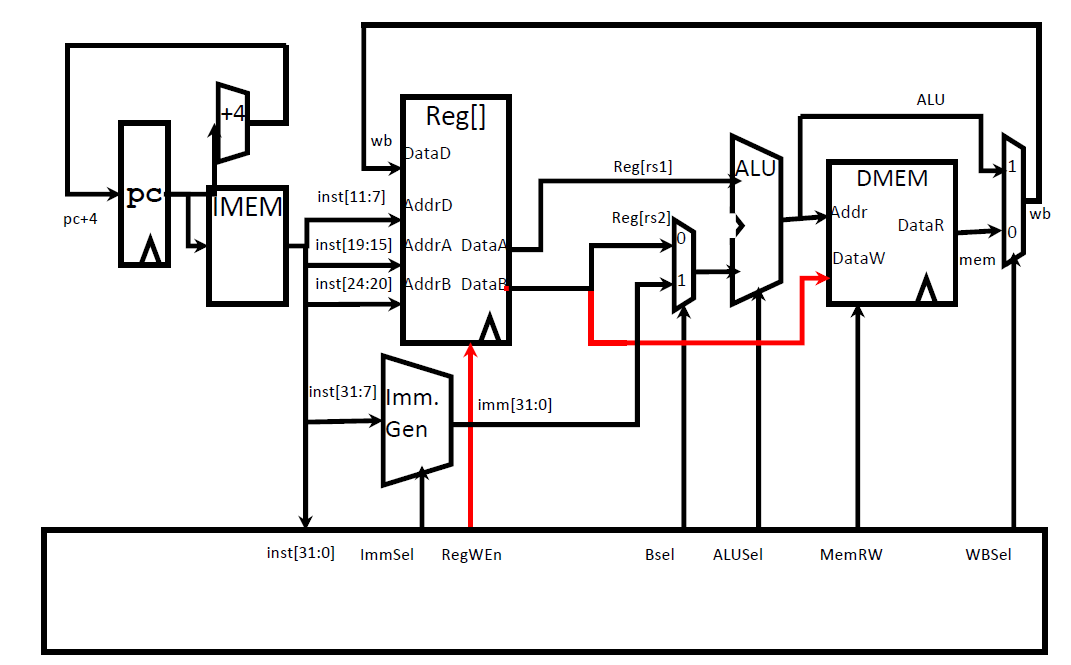 ALU
+4
Reg[]
wb
DataD
Reg[rs1]
ALU
1
DMEM
pc
inst[11:7]
IMEM
AddrD
Reg[rs2]
Addr
wb
pc+4
DataR
0
inst[19:15]
AddrA
DataA
0
mem
DataW
inst[24:20]
AddrB
DataB
1
inst[31:7]
Imm.
Gen
imm[31:0]
inst[31:0]
ImmSel
RegWEn
Bsel
ALUSel
MemRW
WBSel